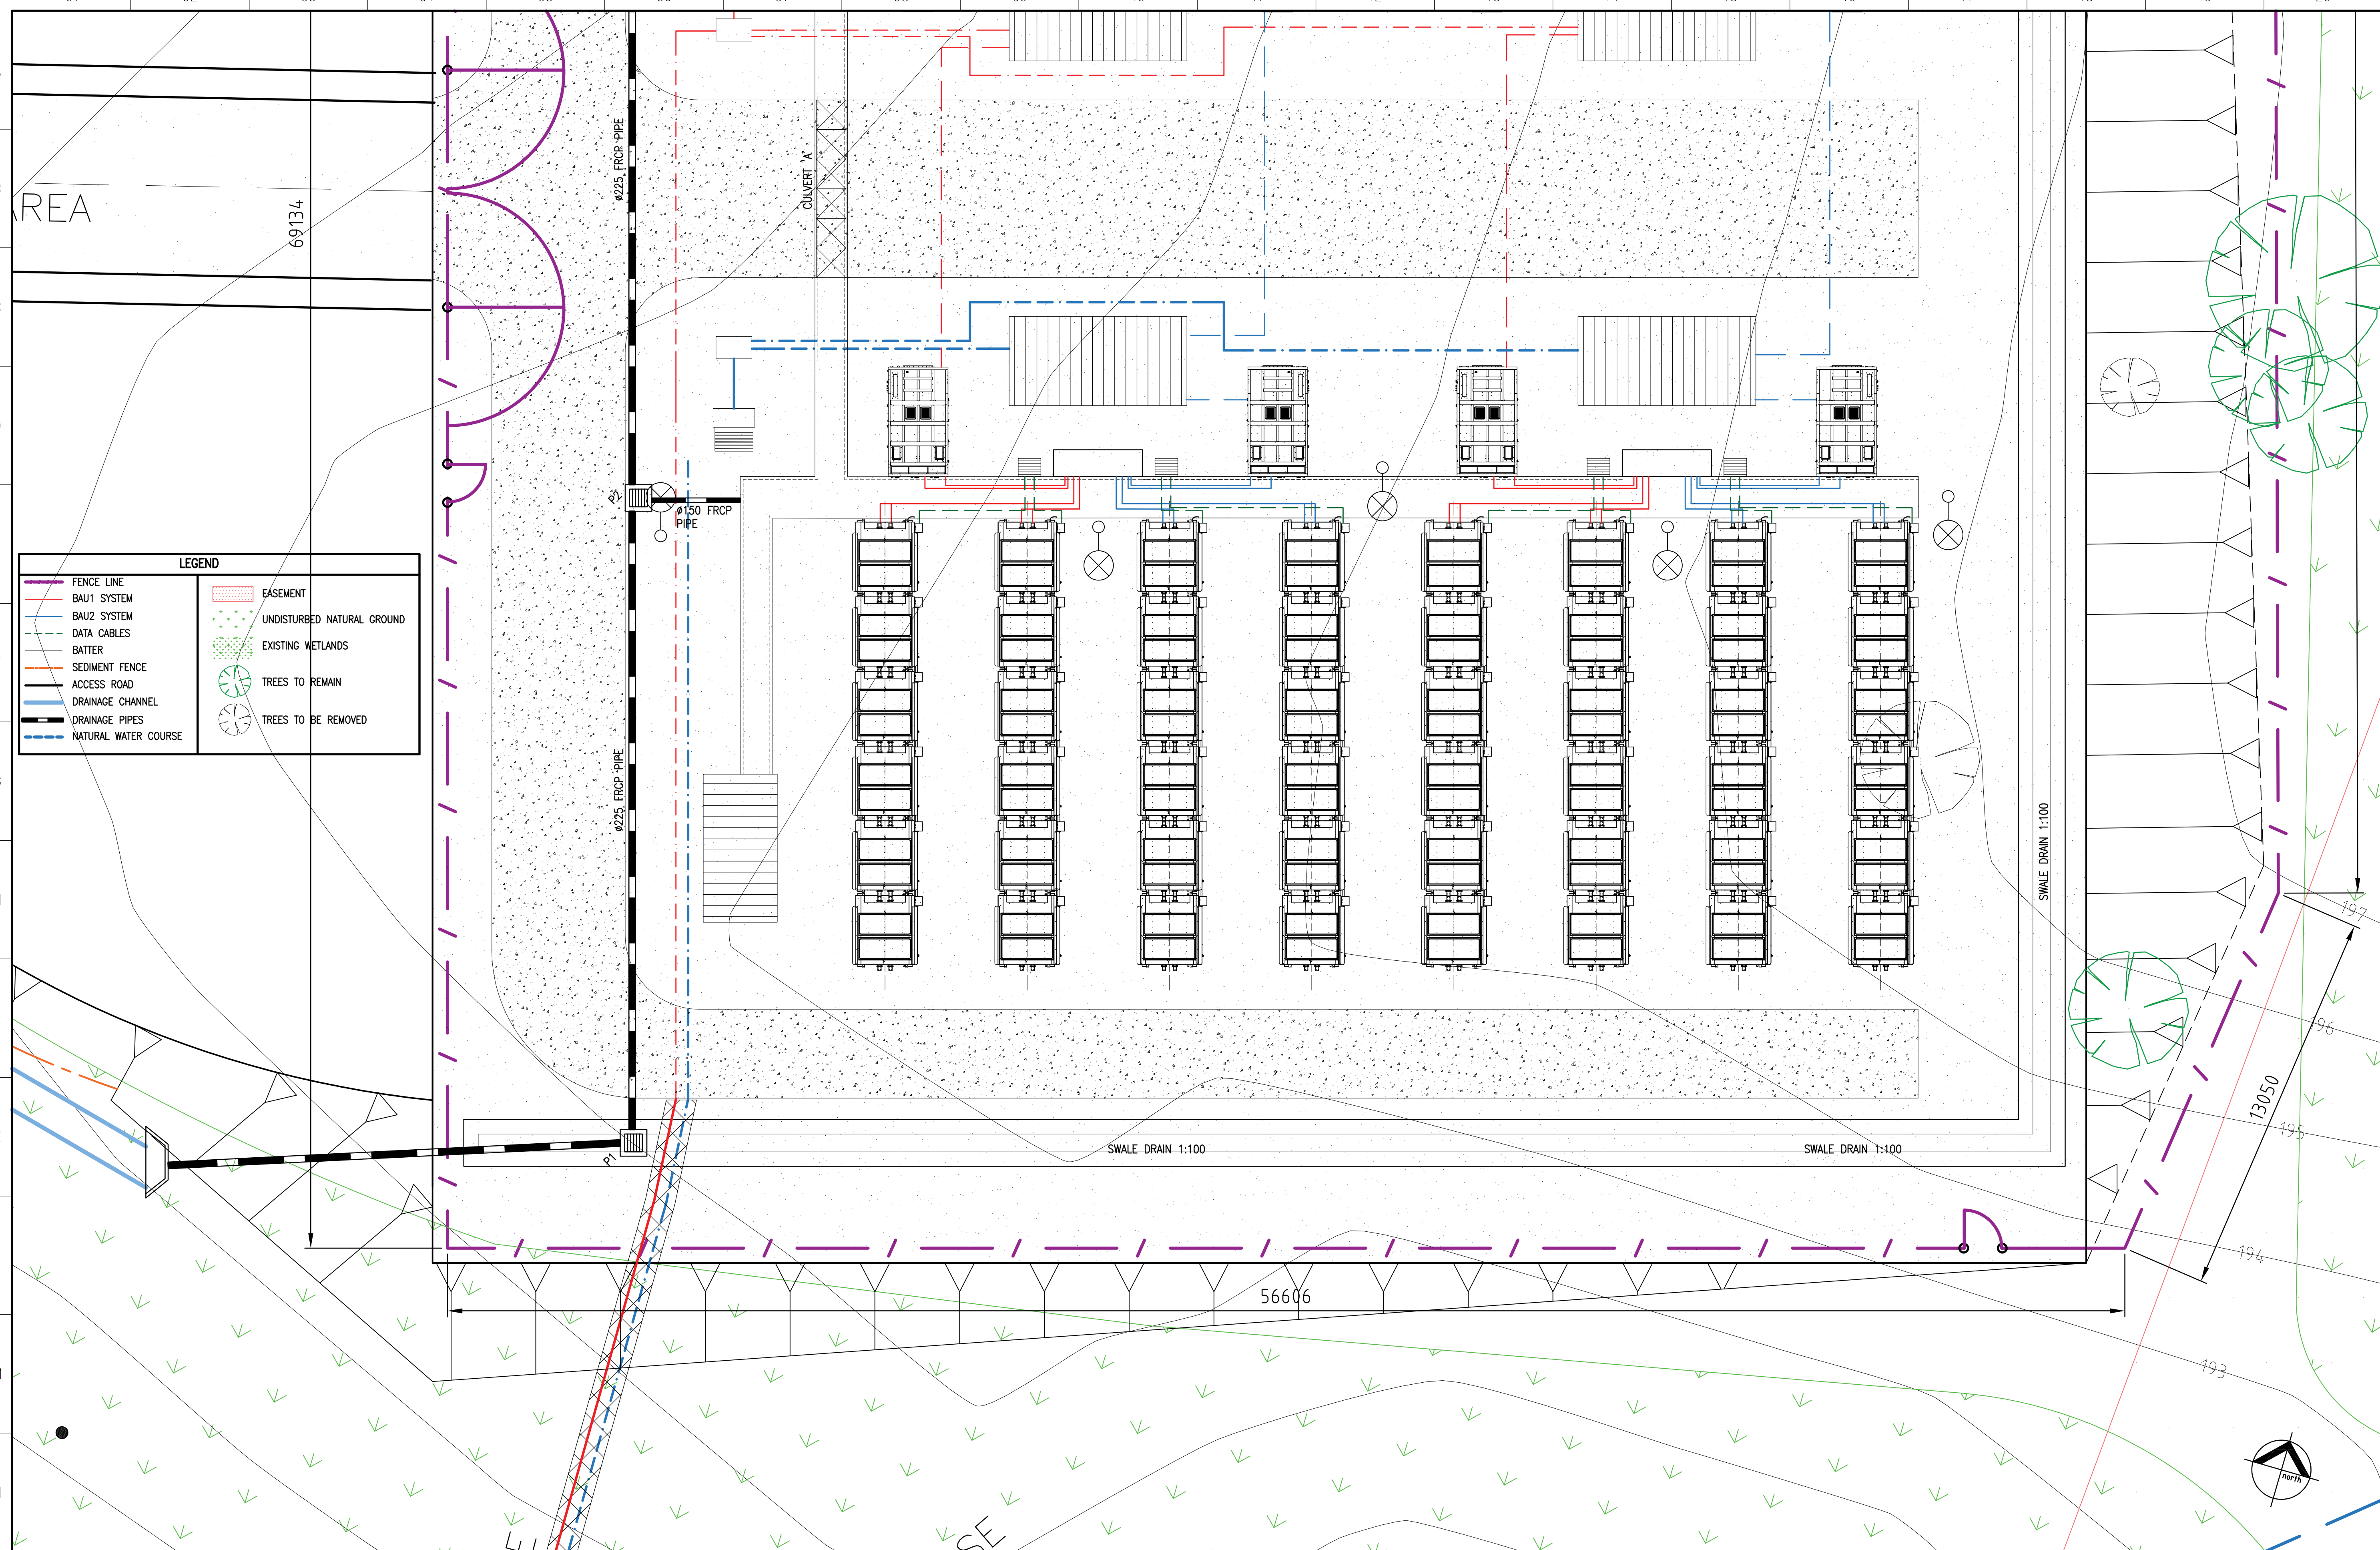 AREA
69134
ø225 FRCP PIPE
CULVERT 'A'
P2
ø150 FRCP
PIPE
LEGEND
FENCE LINE
BAU1 SYSTEM
BAU2 SYSTEM
DATA CABLES
BATTER
SEDIMENT FENCE
ACCESS ROAD
DRAINAGE CHANNEL
DRAINAGE PIPES
NATURAL WATER COURSE
EASEMENT
UNDISTURBED NATURAL GROUND
EXISTING WETLANDS
TREES TO REMAIN
TREES TO BE REMOVED
ø225 FRCP PIPE
SWALE DRAIN 1:100
197
196
13050
195
P1
SWALE DRAIN 1:100
SWALE DRAIN 1:100
194
56606
193
north
SE